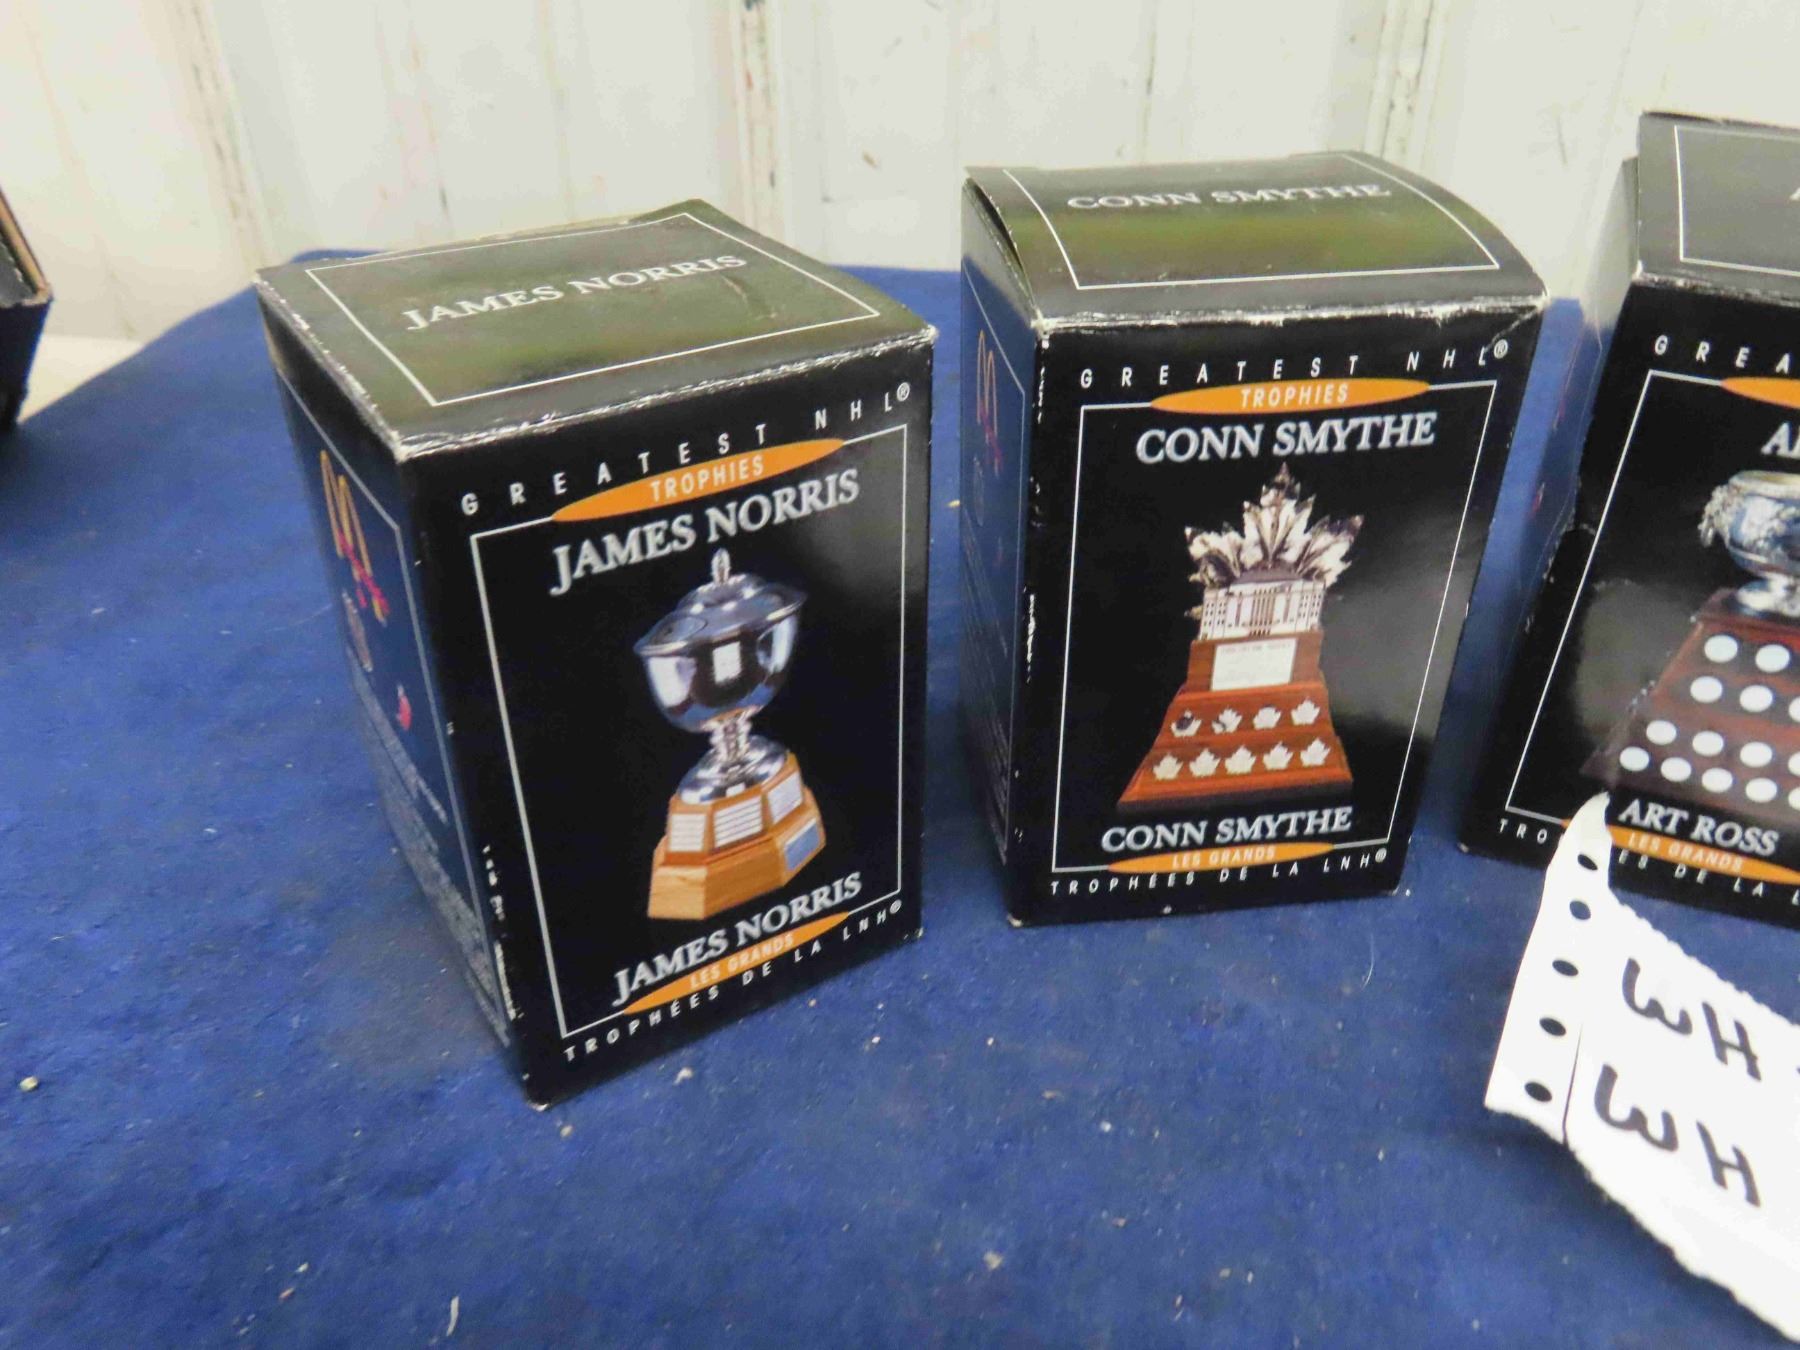 JAMES NORRIS
GREATEST NHL®
TROPHIES
JAMES NORRIS
JAMES NORRIS
LES GRANDS
TROPHÉES DE LA LNH®
CONN SMYTHE
GREATEST NHL®
TROPHIES
CONN SMYTHE
CONN SMYTHE
LES GRANDS
TROPHÉES DE LA LNH®
ART ROSS
LES GRANDS
DE LA
WH
WH